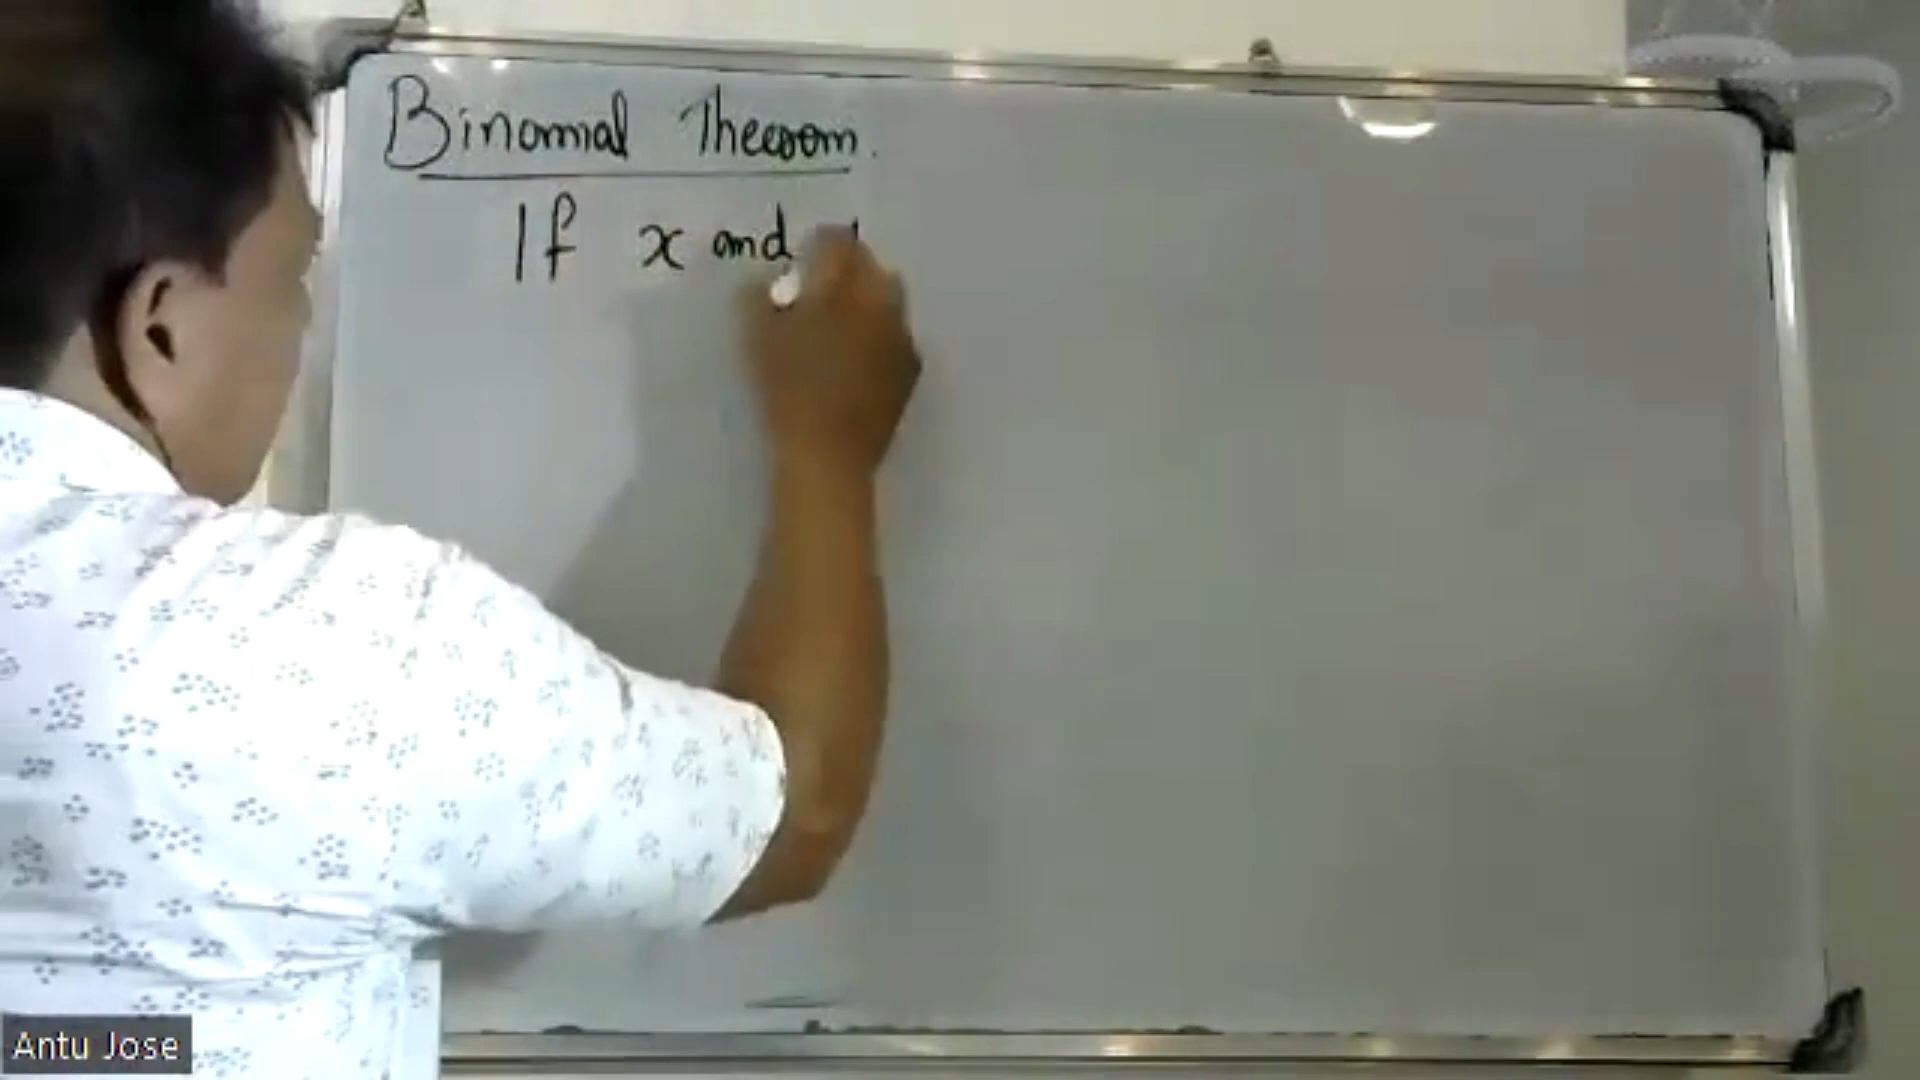 Binomial Theorem.
If x and
Antu Jose